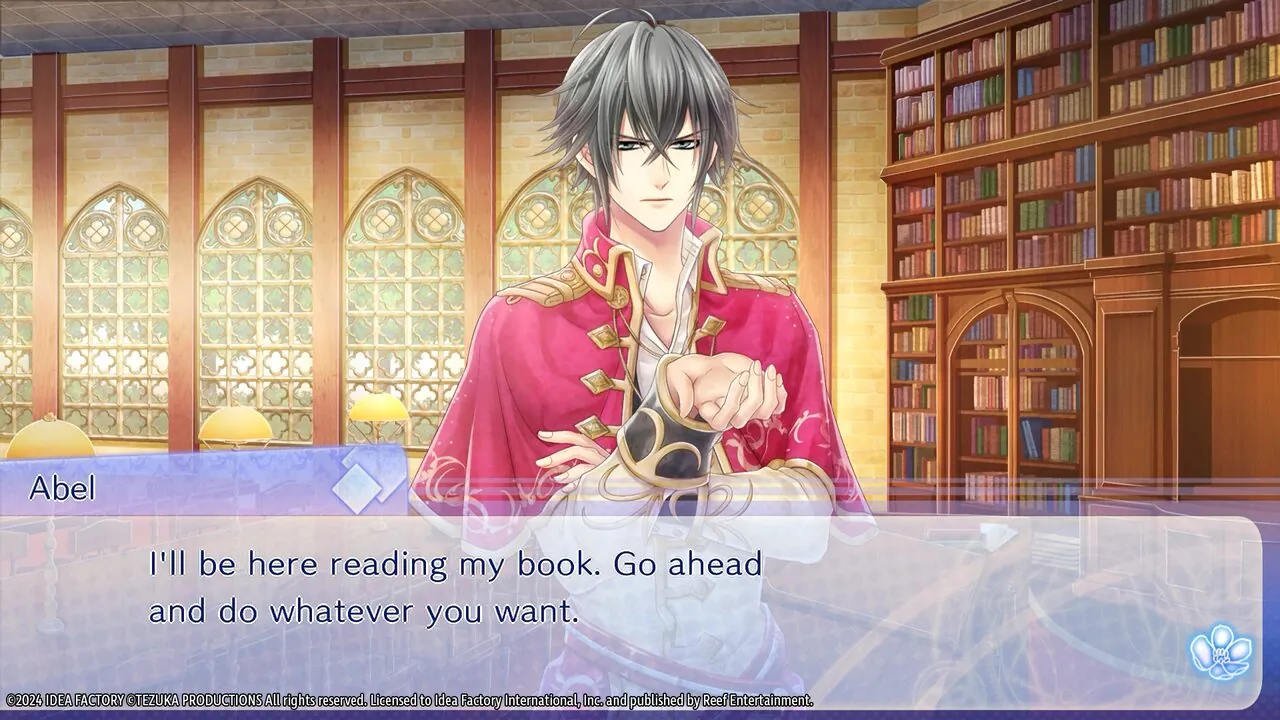 Abel
I'll be here reading my book. Go ahead
and do whatever you want.
©2024 IDEA FACTORY ©TEZUKA PRODUCTIONS All rights reserved. Licensed to Idea Factory International, Inc. and published by Reef Entertainment.